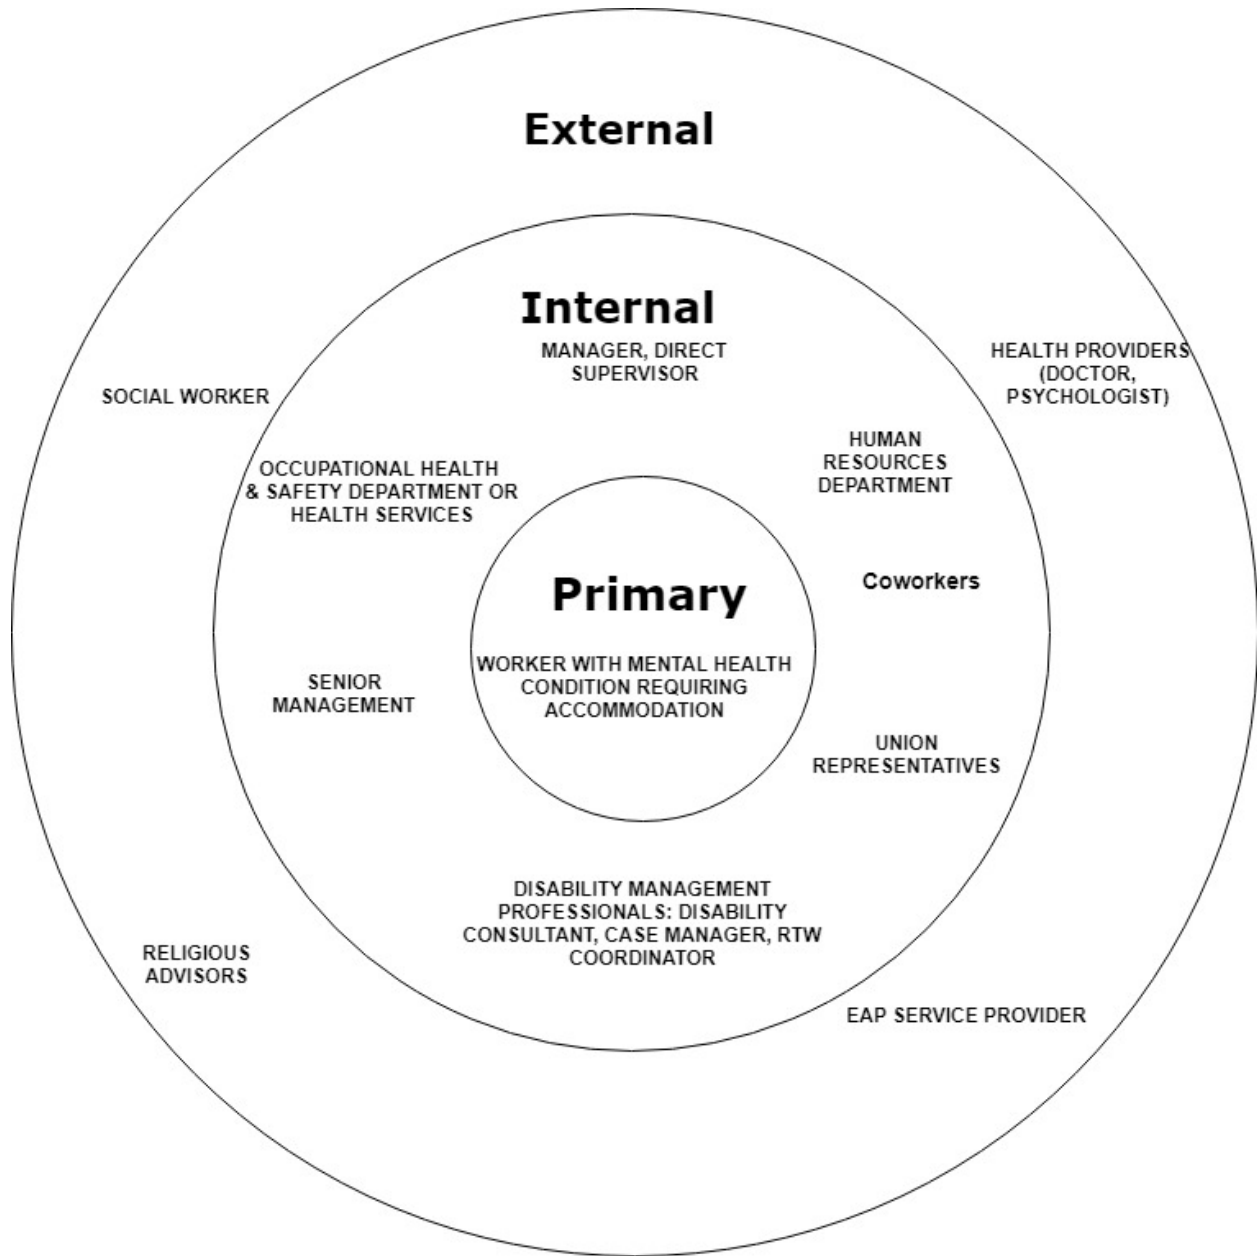 External
Internal
MANAGER, DIRECT
SUPERVISOR
HEALTH PROVIDERS
(DOCTOR,
PSYCHOLOGIST)
SOCIAL WORKER
HUMAN
RESOURCES
DEPARTMENT
OCCUPATIONAL HEALTH
& SAFETY DEPARTMENT OR
HEALTH SERVICES
Coworkers
Primary
WORKER WITH MENTAL HEALTH
CONDITION REQUIRING
ACCOMMODATION
SENIOR
MANAGEMENT
UNION
REPRESENTATIVES
DISABILITY MANAGEMENT
PROFESSIONALS: DISABILITY
CONSULTANT, CASE MANAGER, RTW
COORDINATOR
RELIGIOUS
ADVISORS
EAP SERVICE PROVIDER